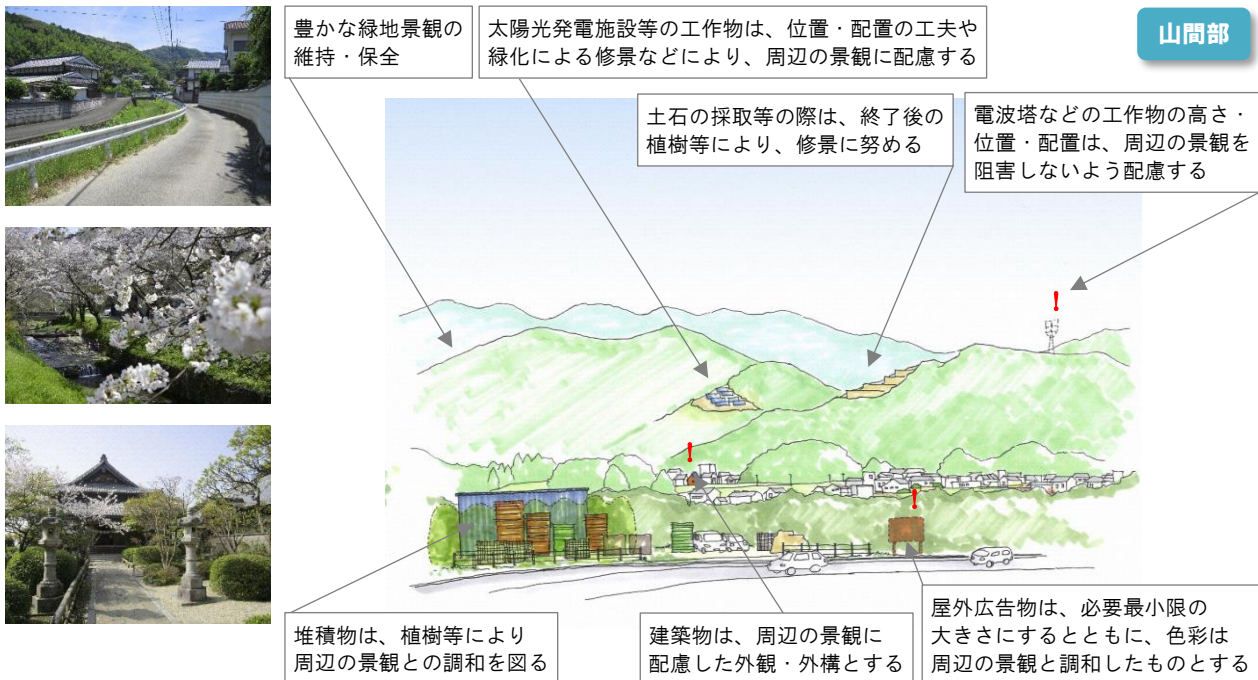 豊かな緑地景観の
維持・保全
太陽光発電施設等の工作物は、位置・配置の工夫や
緑化による修景などにより、周辺の景観に配慮する
山間部
土石の採取等の際は、終了後の
植樹等により、修景に努める
電波塔などの工作物の高さ・
位置・配置は、周辺の景観を
阻害しないよう配慮する
!
!
!
堆積物は、植樹等により
周辺の景観との調和を図る
建築物は、周辺の景観に
配慮した外観・外構とする
屋外広告物は、必要最小限の
大きさにするとともに、色彩は
周辺の景観と調和したものとする